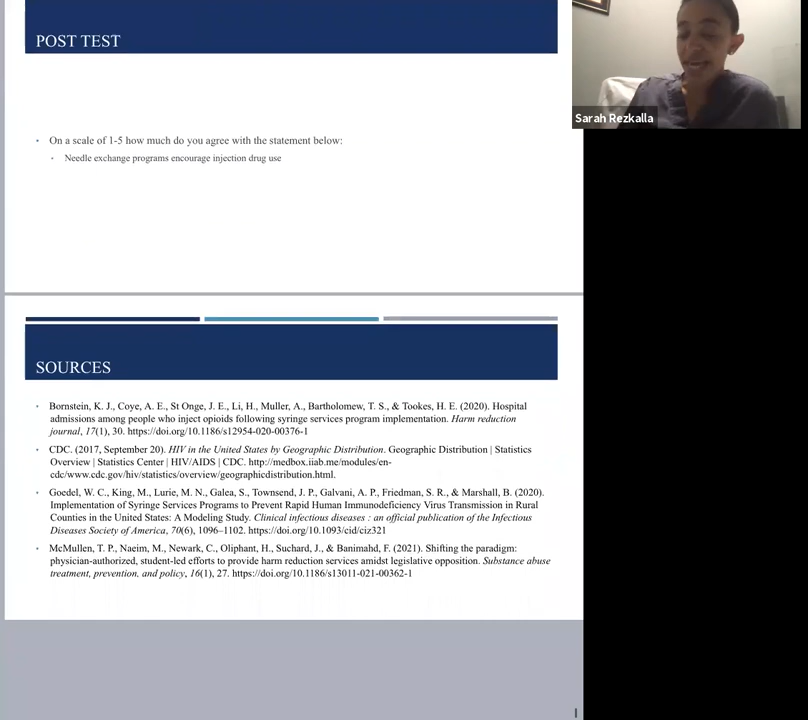 POST TEST
Sarah Rezkalla
• On a scale of 1-5 how much do you agree with the statement below:
• Needle exchange programs encourage injection drug use
SOURCES
• Bornstein, K. J., Coye, A. E., St Onge, J. E., Li, H., Muller, A., Bartholomew, T. S., & Tookes, H. E. (2020). Hospital
admissions among people who inject opioids following syringe services program implementation. Harm reduction
journal, 17(1), 30. https://doi.org/10.1186/s12954-020-00376-1
• CDC. (2017, September 20). HIV in the United States by Geographic Distribution. Geographic Distribution | Statistics
Overview | Statistics Center | HIV/AIDS | CDC. http://medbox.iiab.me/modules/en-
cdc/www.cdc.gov/hiv/statistics/overview/geographicdistribution.html.
• Goedel, W. C., King, M., Lurie, M. N., Galea, S., Townsend, J. P., Galvani, A. P., Friedman, S. R., & Marshall, B. (2020).
Implementation of Syringe Services Programs to Prevent Rapid Human Immunodeficiency Virus Transmission in Rural
Counties in the United States: A Modeling Study. Clinical infectious diseases : an official publication of the Infectious
Diseases Society of America, 70(6), 1096–1102. https://doi.org/10.1093/cid/ciz321
• McMullen, T. P., Naeim, M., Newark, C., Oliphant, H., Suchard, J., & Banimahd, F. (2021). Shifting the paradigm:
physician-authorized, student-led efforts to provide harm reduction services amidst legislative opposition. Substance abuse
treatment, prevention, and policy, 16(1), 27. https://doi.org/10.1186/s13011-021-00362-1